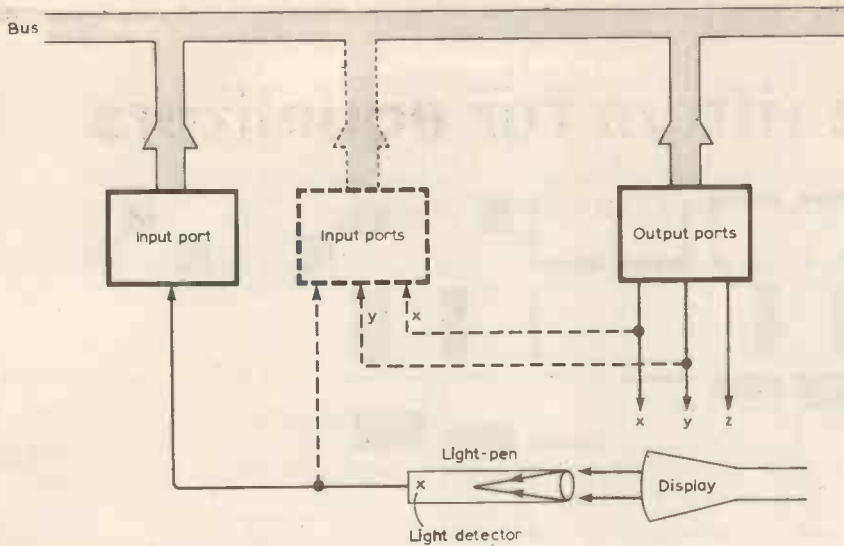 Bus
Input port
Input ports
Output ports
y
x
x
y
z
Light-pen
x
Display
Light detector